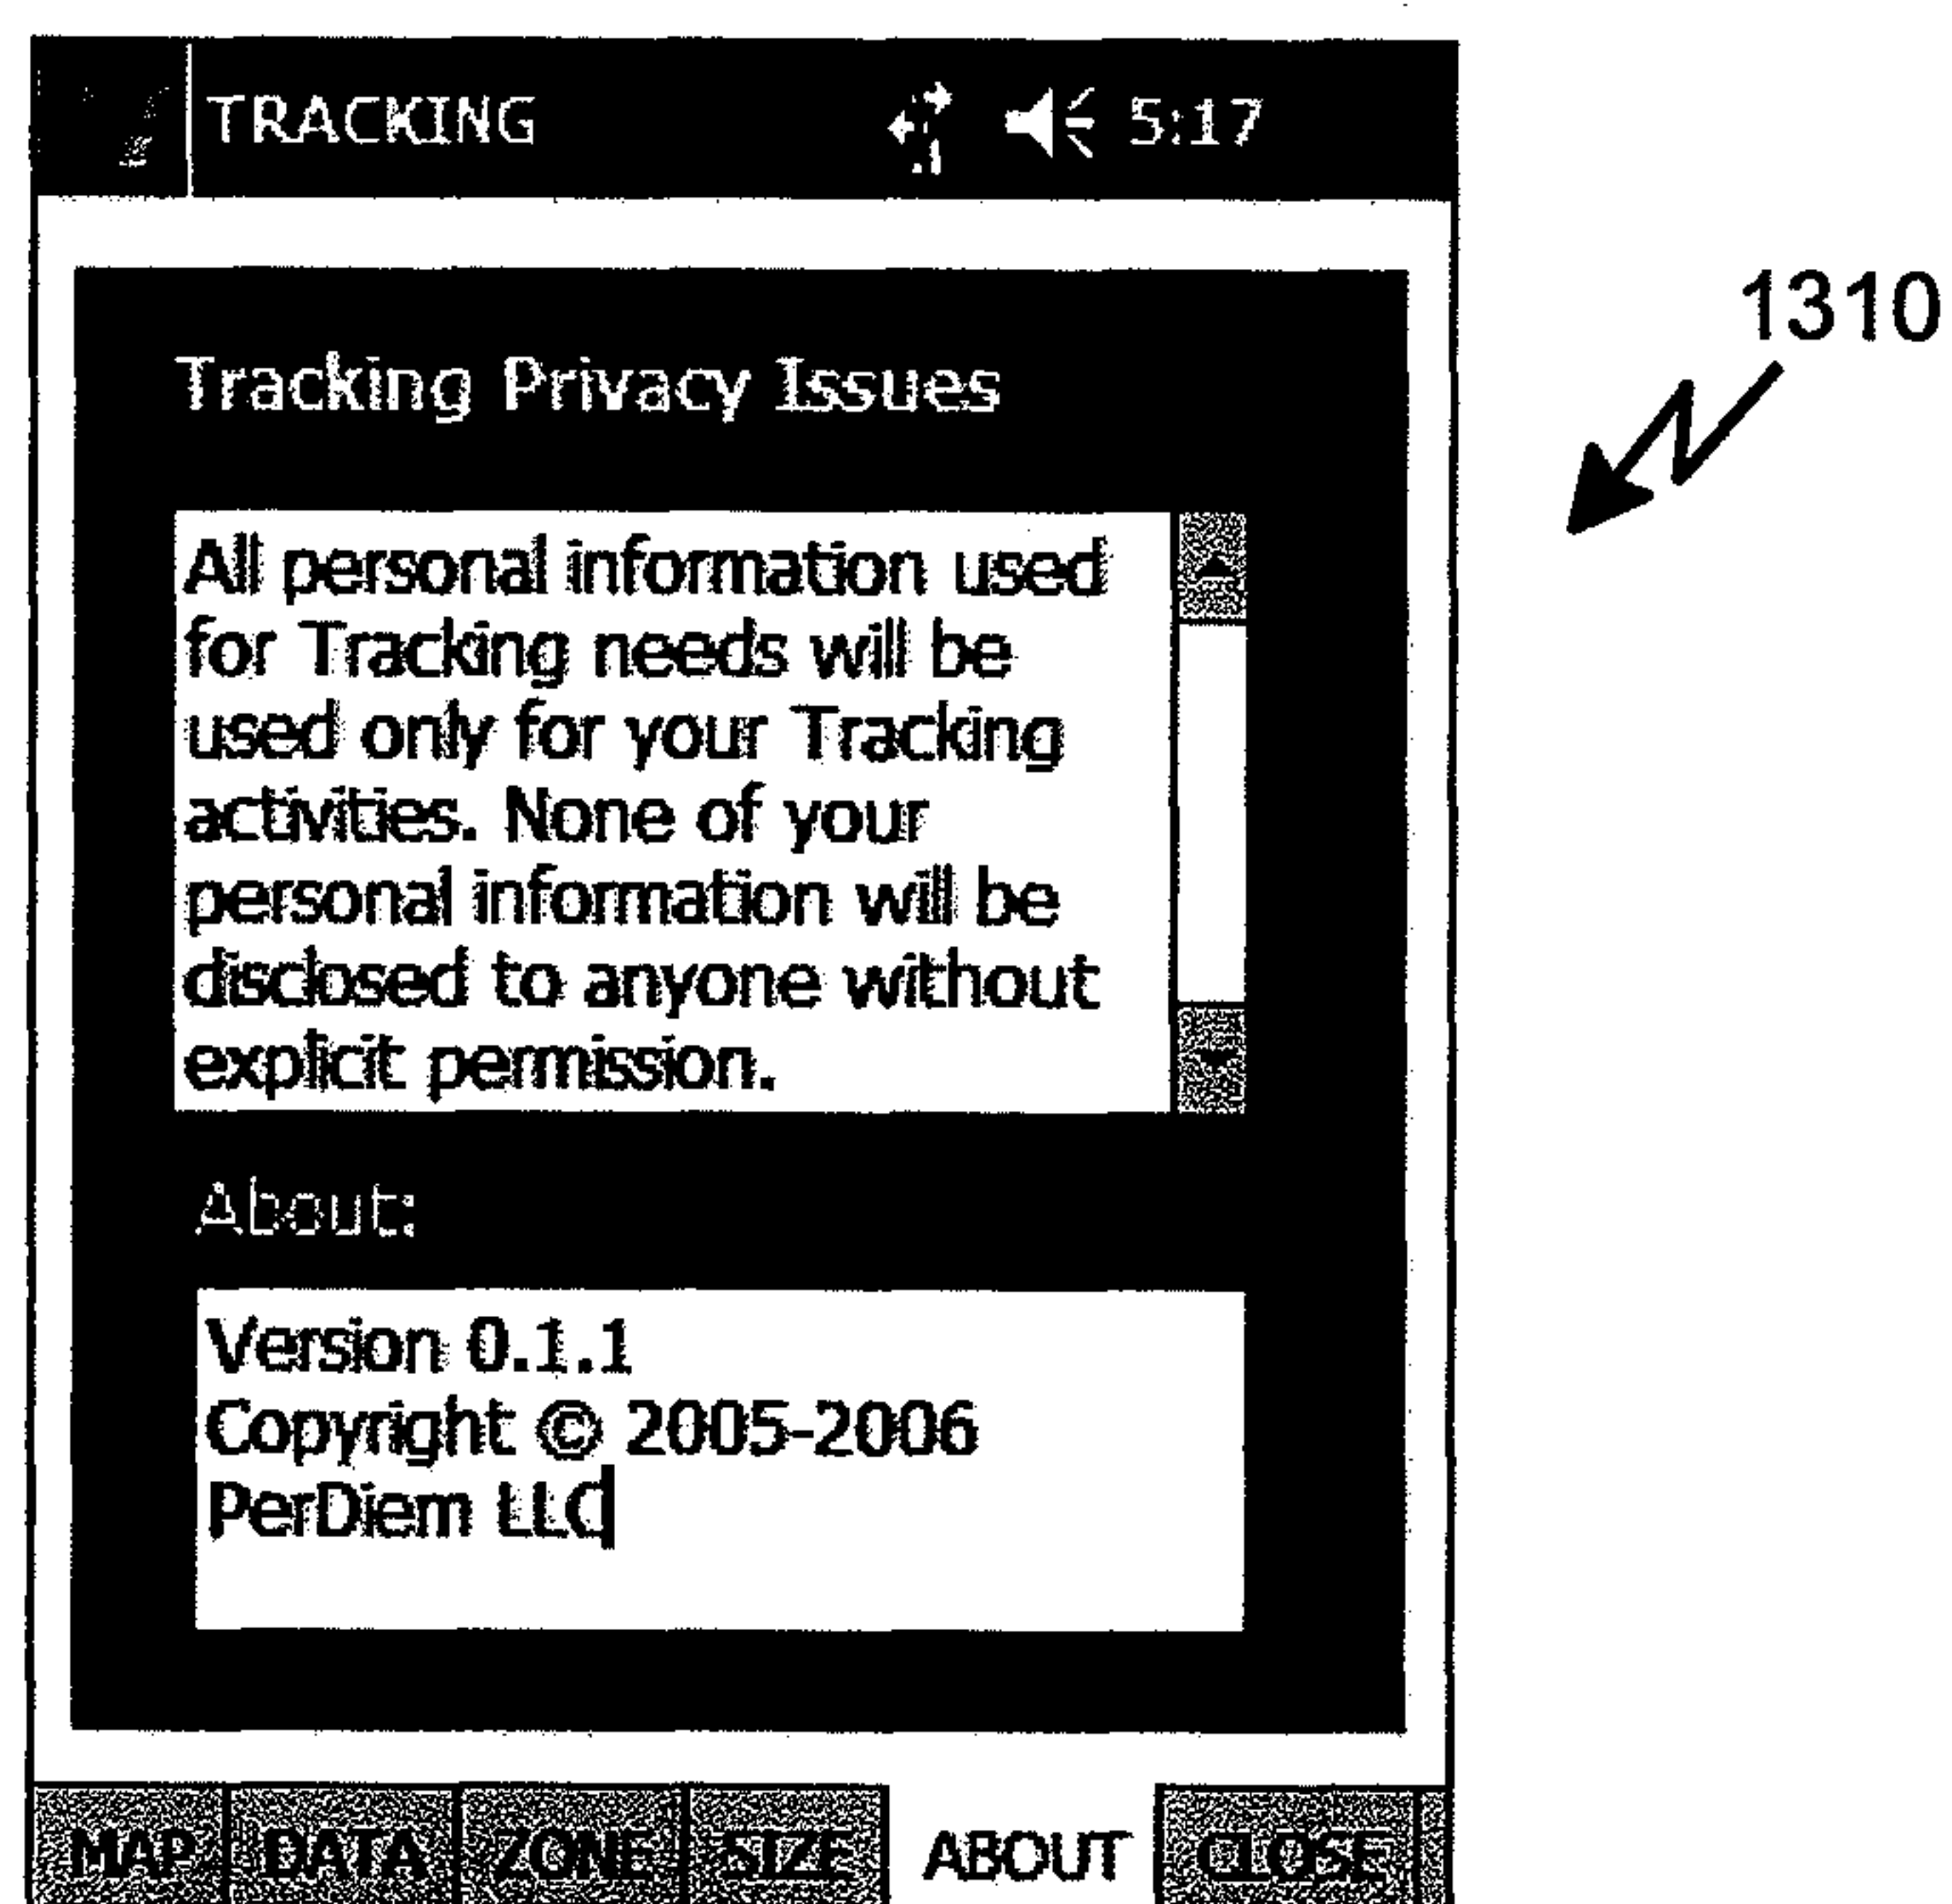 TRACKING 5:17
1310
Tracking Privacy Issues
All personal information used
for Tracking needs will be
used only for your Tracking
activities. None of your
personal information will be
disclosed to anyone without
explicit permission.
About:
Version 0.1.1
Copyright © 2005-2006
PerDiem LLC
MAP DATA ZONE SIZE ABOUT CLOSE